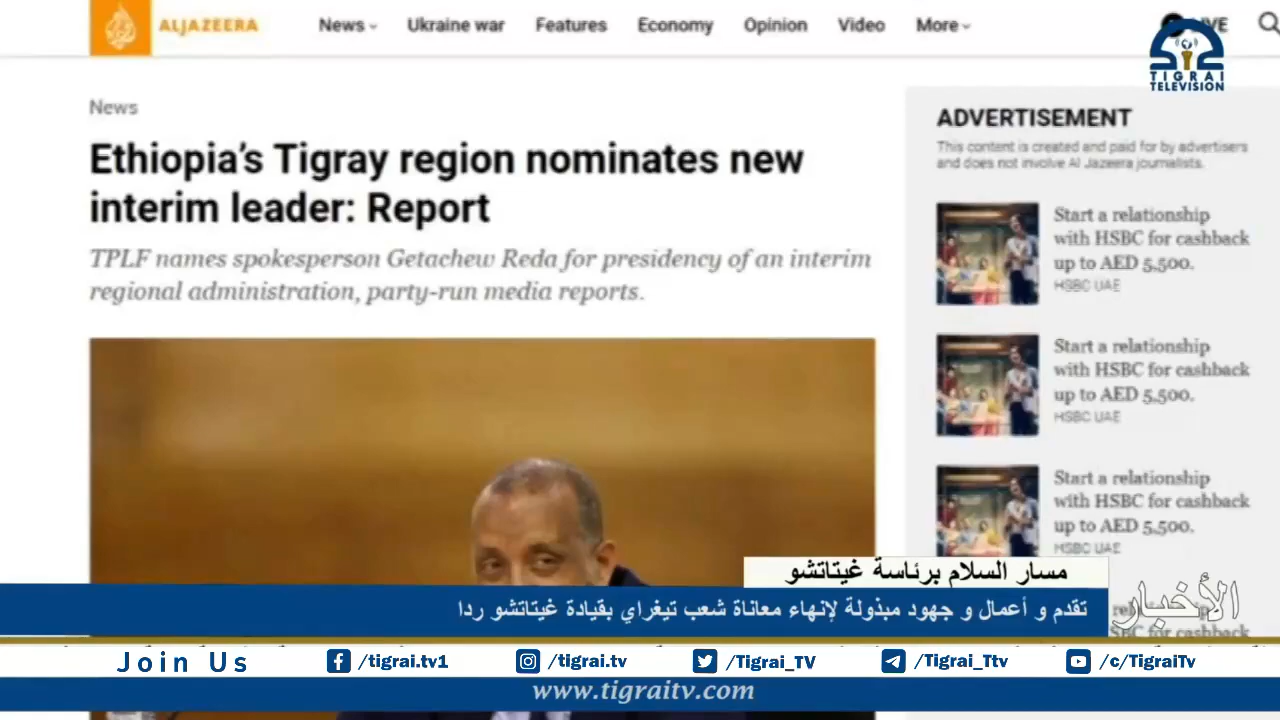 ALJAZEERA
News
Ukraine war
Features
Economy
Opinion
Video
More
LIVE
TIGRAI
TELEVISION
News
Ethiopia's Tigray region nominates new
interim leader: Report
TPLF names spokesperson Getachew Reda for presidency of an interim
regional administration, party-run media reports.
ADVERTISEMENT
This content is created and paid for by advertisers
and does not involve Al Jazeera journalists.
Start a relationship
with HSBC for cashback
up to AED 5,500.
HSBC UAE
Start a relationship
with HSBC for cashback
up to AED 5,500.
HSBC UAE
Start a relationship
with HSBC for cashback
up to AED 5,500.
HSBC UAE
مسار السلام برئاسة غيتاتشو
تقدم و أعمال و جهود مبذولة لإنهاء معاناة شعب تيغراي بقيادة غيتاتشو ردا
الأخبار
for cashback
Join Us
/tigrai.tv1
/tigrai.tv
/Tigrai_TV
/Tigrai_Ttv
/c/TigraiTv
www.tigraitv.com